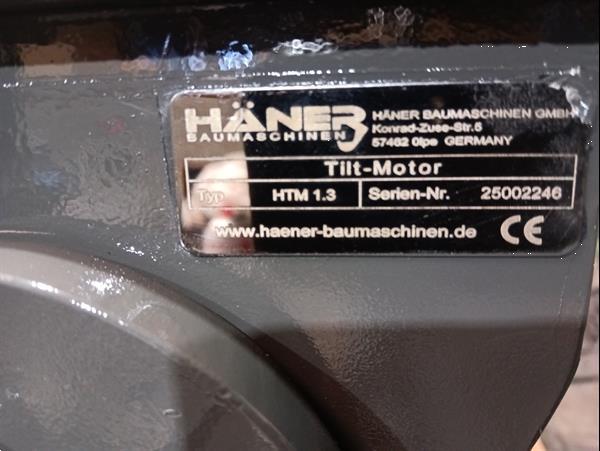 HÄNER
BAUMASCHINEN
HÄNER BAUMASCHINEN GMBH
Konrad-Zuse-Str.5
57462 Olpe GERMANY
Tilt-Motor
Typ HTM 1.3 Serien-Nr. 25002246
www.haener-baumaschinen.de CE